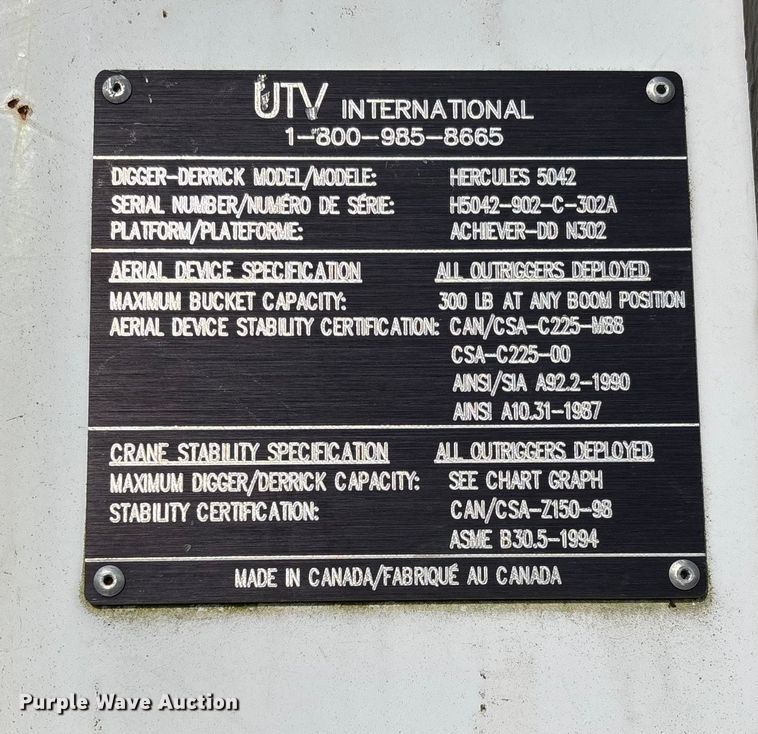 UTV INTERNATIONAL
1-800-985-8665
DIGGER-DERRICK MODEL/MODELE: HERCULES 5042
SERIAL NUMBER/NUMÉRO DE SÉRIE: H5042-902-C-302A
PLATFORM/PLATEFORME: ACHIEVER-DD N302
AERIAL DEVICE SPECIFICATION ALL OUTRIGGERS DEPLOYED
MAXIMUM BUCKET CAPACITY: 300 LB AT ANY BOOM POSITION
AERIAL DEVICE STABILITY CERTIFICATION: CAN/CSA-C225-M88
CSA-C225-00
AINSI/SIA A92.2-1990
AINSI A10.31-1987
CRANE STABILITY SPECIFICATION ALL OUTRIGGERS DEPLOYED
MAXIMUM DIGGER/DERRICK CAPACITY: SEE CHART GRAPH
STABILITY CERTIFICATION: CAN/CSA-Z150-98
ASME B30.5-1994
MADE IN CANADA/FABRIQUÉ AU CANADA
Purple Wave Auction